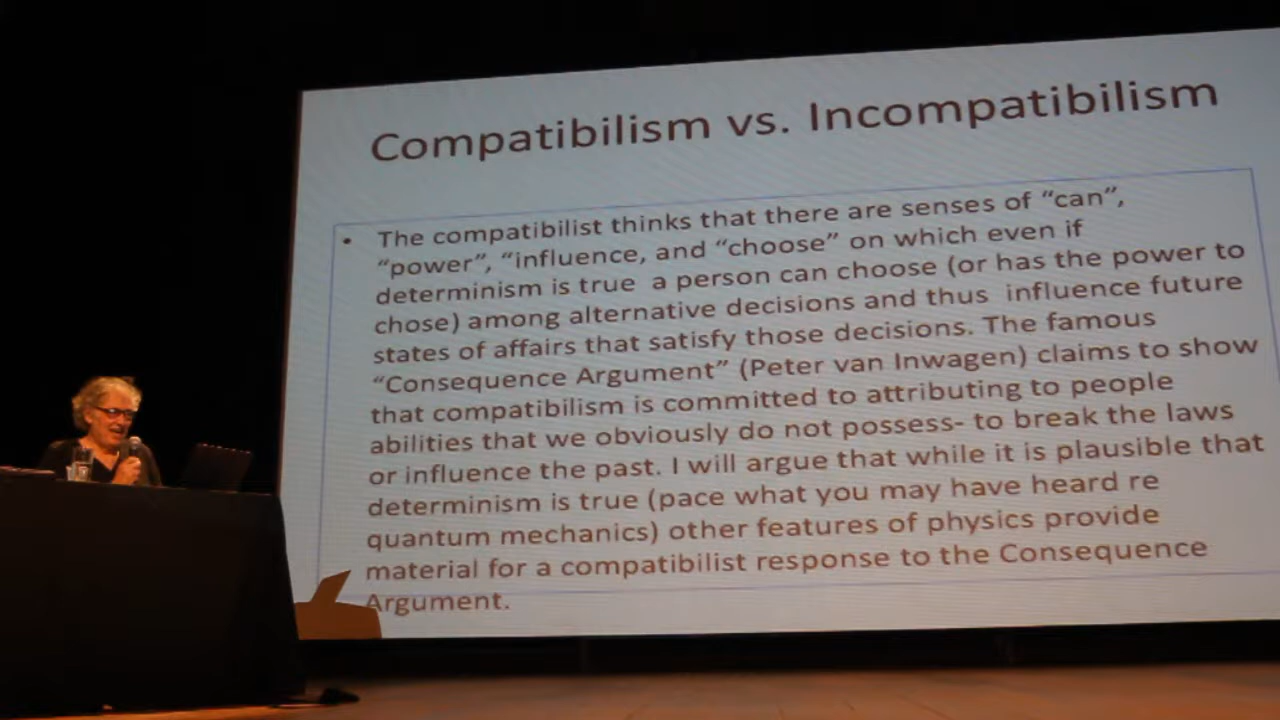 Compatibilism vs. Incompatibilism
• The compatibilist thinks that there are senses of “can”,
“power”, “influence, and “choose” on which even if
determinism is true a person can choose (or has the power to
chose) among alternative decisions and thus influence future
states of affairs that satisfy those decisions. The famous
“Consequence Argument” (Peter van Inwagen) claims to show
that compatibilism is committed to attributing to people
abilities that we obviously do not possess- to break the laws
or influence the past. I will argue that while it is plausible that
determinism is true (pace what you may have heard re
quantum mechanics) other features of physics provide
material for a compatibilist response to the Consequence
Argument.